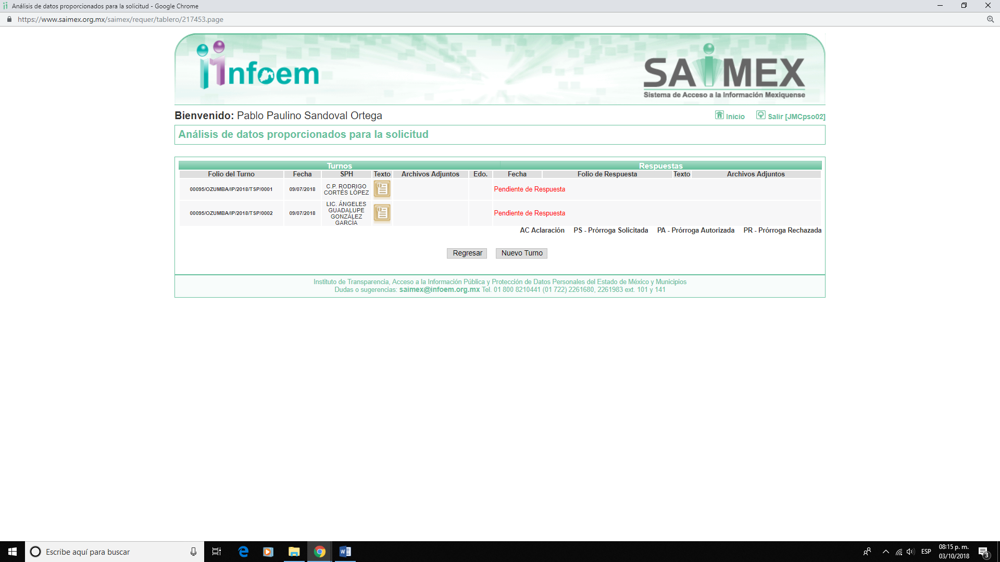 Análisis de datos proporcionados para la solicitud - Google Chrome
https://www.saimex.org.mx/saimex/requer/tablero/217453.page
infoem
SAIMEX
Sistema de Acceso a la Información Mexiquense
Bienvenido: Pablo Paulino Sandoval Ortega
Inicio Salir [JMCpso02]
Análisis de datos proporcionados para la solicitud
Turnos Respuestas
Folio del Turno Fecha SPH Texto Archivos Adjuntos Edo. Fecha Folio de Respuesta Texto Archivos Adjuntos
00095/OZUMBA/IP/2018/TSP/0001 09/07/2018 C.P. RODRIGO CORTÉS LÓPEZ Pendiente de Respuesta
00095/OZUMBA/IP/2018/TSP/0002 09/07/2018 LIC. ÁNGELES GUADALUPE GONZÁLEZ GARCÍA Pendiente de Respuesta
AC Aclaración PS - Prórroga Solicitada PA - Prórroga Autorizada PR - Prórroga Rechazada
Regresar Nuevo Turno
Instituto de Transparencia, Acceso a la Información Pública y Protección de Datos Personales del Estado de México y Municipios
Dudas o sugerencias: saimex@infoem.org.mx Tel. 01 800 8210441 (01 722) 2261680, 2261983 ext. 101 y 141
Escribe aquí para buscar
ESP
08:15 p. m.
03/10/2018
3